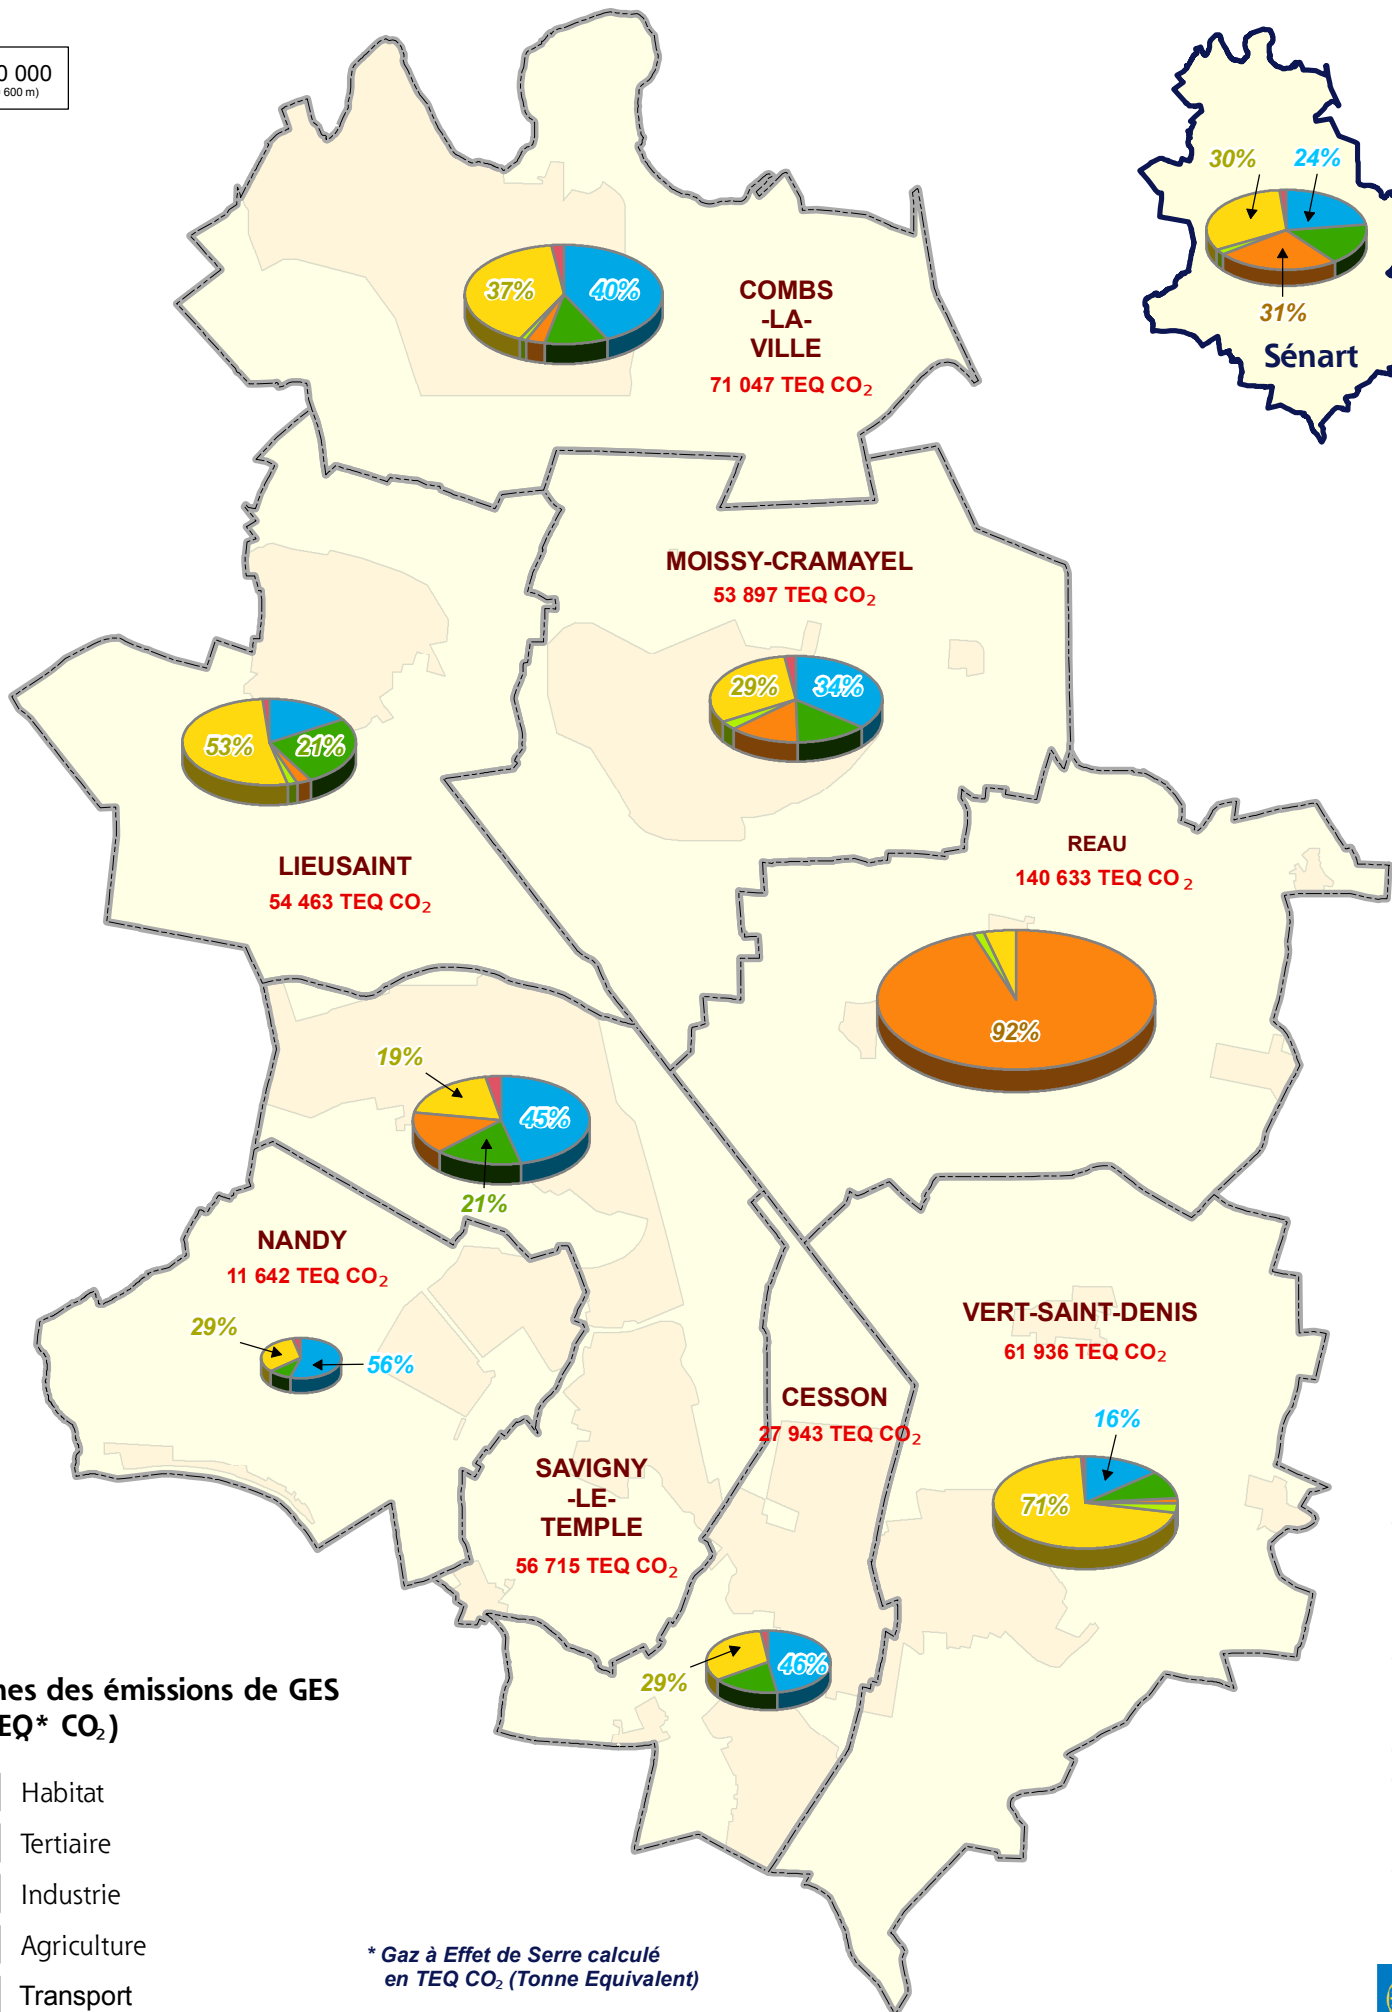 0 000
600 m)
30%
24%
31%
Sénart
37%
40%
COMBS
-LA-
VILLE
71 047 TEQ CO₂
MOISSY-CRAMAYEL
53 897 TEQ CO₂
29%
34%
53%
21%
LIEUSAINT
54 463 TEQ CO₂
REAU
140 633 TEQ CO₂
92%
19%
45%
21%
NANDY
11 642 TEQ CO₂
29%
56%
VERT-SAINT-DENIS
61 936 TEQ CO₂
16%
71%
CESSON
27 943 TEQ CO₂
SAVIGNY
-LE-
TEMPLE
56 715 TEQ CO₂
29%
46%
nes des émissions de GES
EQ* CO₂)
Habitat
Tertiaire
Industrie
Agriculture
Transport
* Gaz à Effet de Serre calculé
en TEQ CO₂ (Tonne Equivalent)